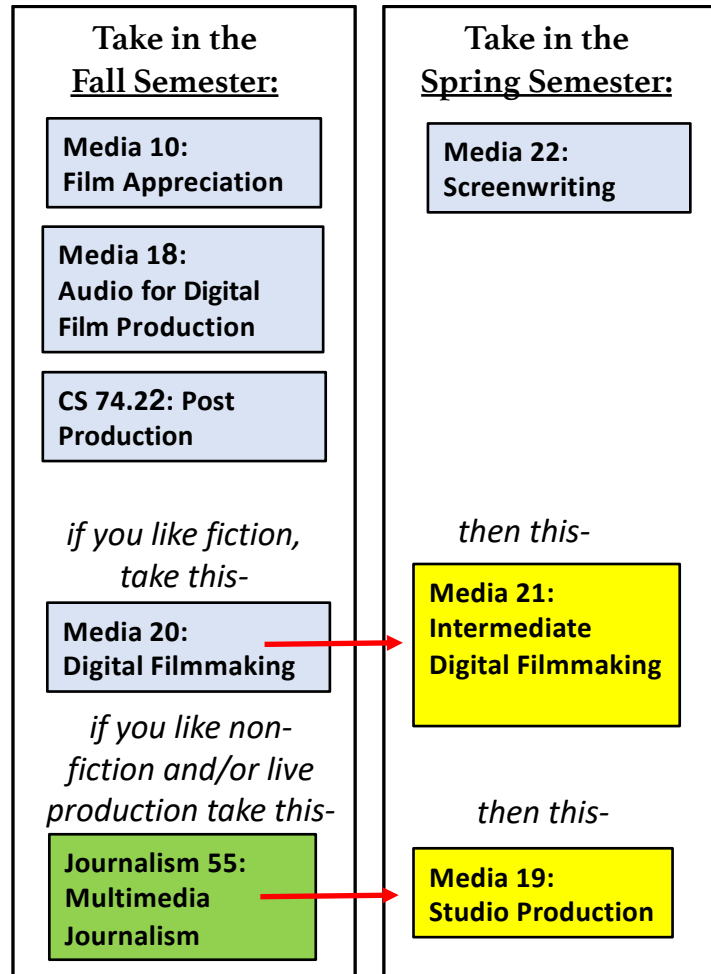 Take in the
Fall Semester:
Media 10:
Film Appreciation
Media 18:
Audio for Digital
Film Production
CS 74.22: Post
Production
if you like fiction,
take this-
Media 20:
Digital Filmmaking
if you like non-
fiction and/or live
production take this-
Journalism 55:
Multimedia
Journalism
Take in the
Spring Semester:
Media 22:
Screenwriting
then this-
Media 21:
Intermediate
Digital Filmmaking
then this-
Media 19:
Studio Production